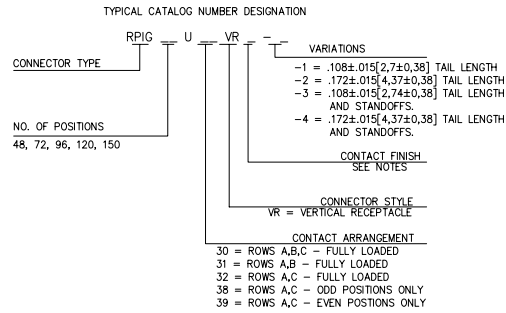 TYPICAL CATALOG NUMBER DESIGNATION
RPIG __ U __ VR _ -_
VARIATIONS
CONNECTOR TYPE
-1 = .108±.015[2,7±0,38] TAIL LENGTH
-2 = .172±.015[4,37±0,38] TAIL LENGTH
-3 = .108±.015[2,74±0,38] TAIL LENGTH
AND STANDOFFS.
-4 = .172±.015[4,37±0,38] TAIL LENGTH
AND STANDOFFS.
NO. OF POSITIONS
48, 72, 96, 120, 150
CONTACT FINISH
SEE NOTES
CONNECTOR STYLE
VR = VERTICAL RECEPTACLE
CONTACT ARRANGEMENT
30 = ROWS A,B,C - FULLY LOADED
31 = ROWS A,B - FULLY LOADED
32 = ROWS A,C - FULLY LOADED
38 = ROWS A,C - ODD POSITIONS ONLY
39 = ROWS A,C - EVEN POSTIONS ONLY